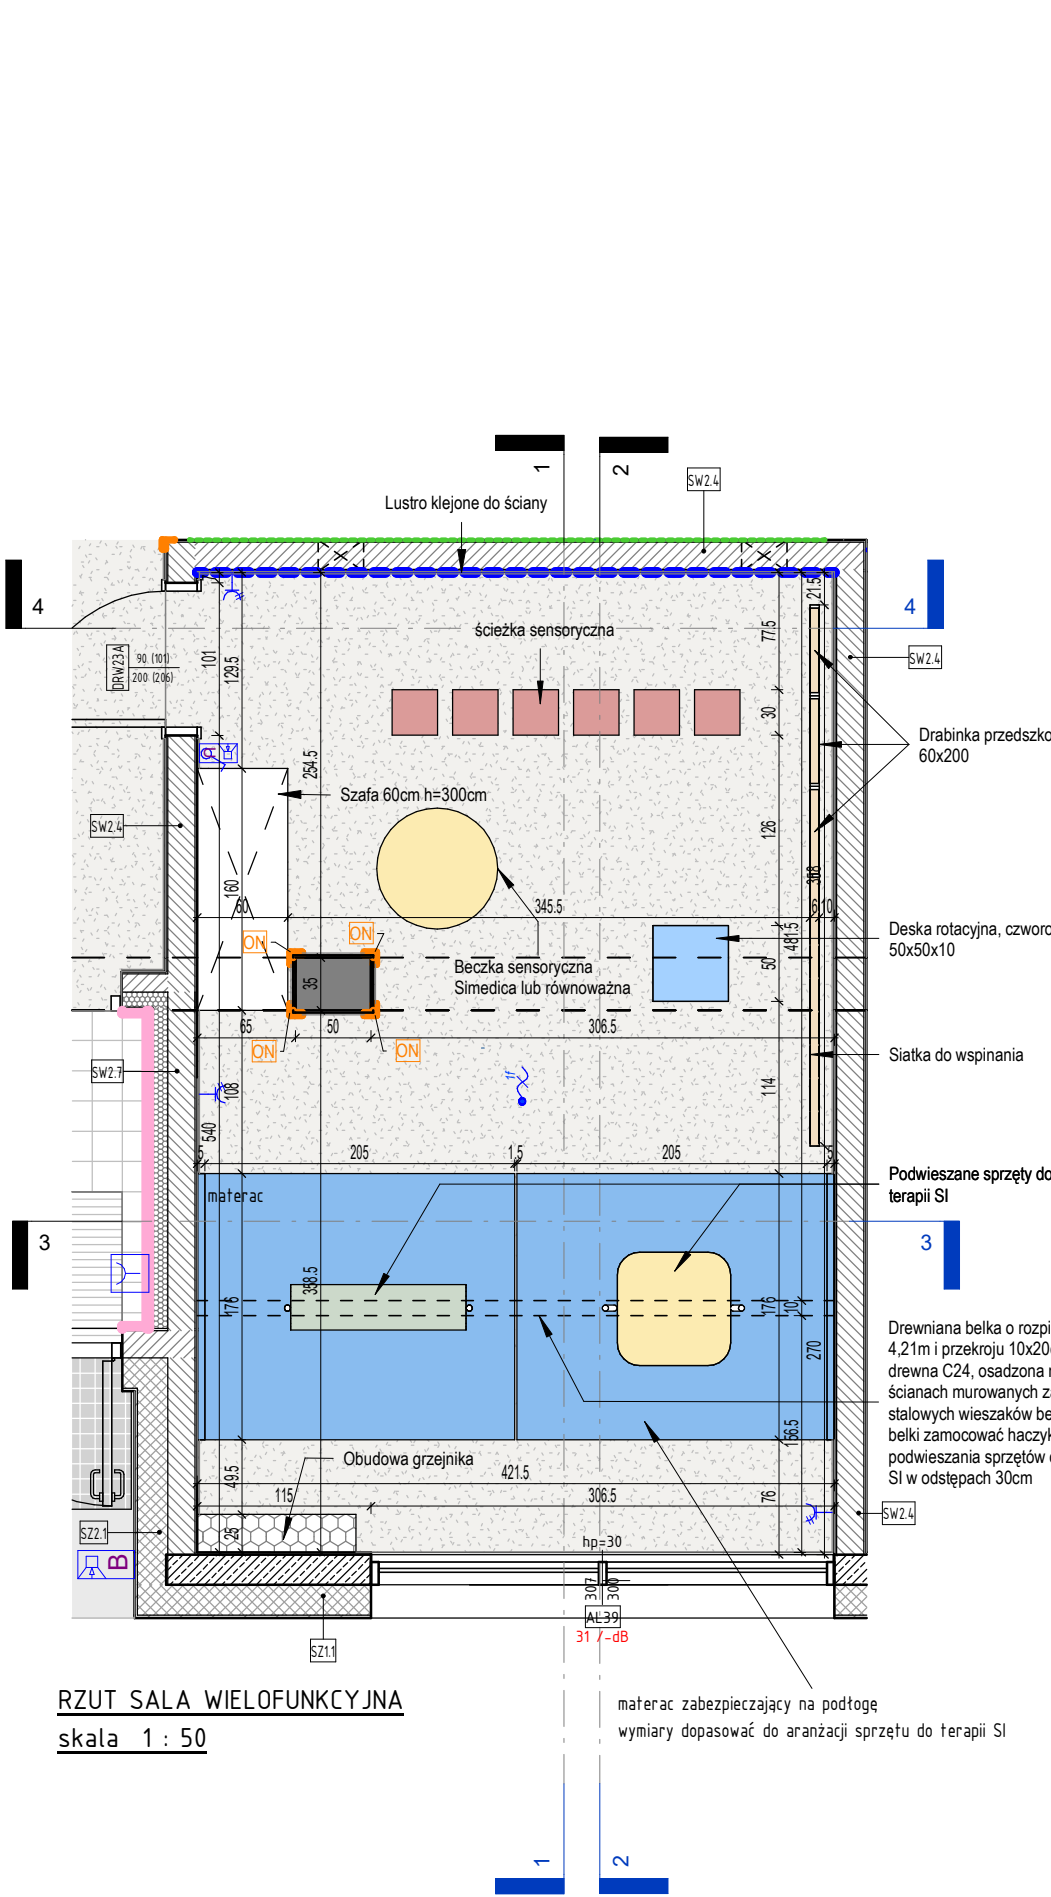 1
2
SW2.4
Lustro klejone do ściany
4
4
21.5
77.5
ścieżka sensoryczna
SW2.4
DRW23A
90 (101)
200 (206)
101
129.5
30
Drabinka przedszko
60x200
254.5
Szafa 60cm h=300cm
SW2.4
126
160
60
345.5
6
10
481.5
Deska rotacyjna, czworo
50x50x10
ON
ON
Beczka sensoryczna
Simedica lub równoważna
35
50
65
50
306.5
ON
ON
Siatka do wspinania
SW2.7
1f
108
114
540
5
205
1.5
205
5
materac
Podwieszane sprzęty do
terapii SI
3
3
358.5
176
176
10
270
Drewniana belka o rozpi
4,21m i przekroju 10x20
drewna C24, osadzona n
ścianach murowanych za
stalowych wieszaków be
belki zamocować haczyk
podwieszania sprzętów d
SI w odstępach 30cm
156.5
Obudowa grzejnika
49.5
421.5
115
306.5
76
SW2.4
SZ2.1
25
hp=30
B
307
300
AL39
31 /-dB
SZ1.1
RZUT SALA WIELOFUNKCYJNA
skala 1 : 50
materac zabezpieczający na podłogę
wymiary dopasować do aranżacji sprzętu do terapii SI
1
2